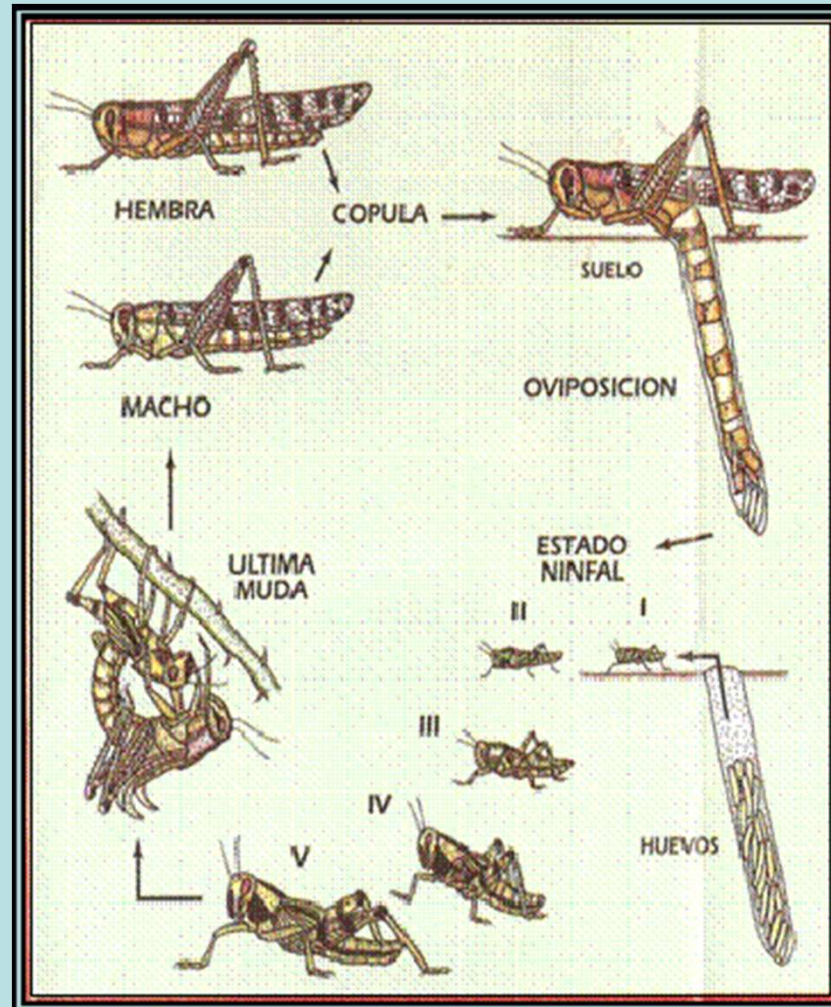 HEMBRA
COPULA
MACHO
SUELO
OVIPOSICION
ULTIMA
MUDA
ESTADO
NINFAL
II
I
III
IV
V
HUEVOS